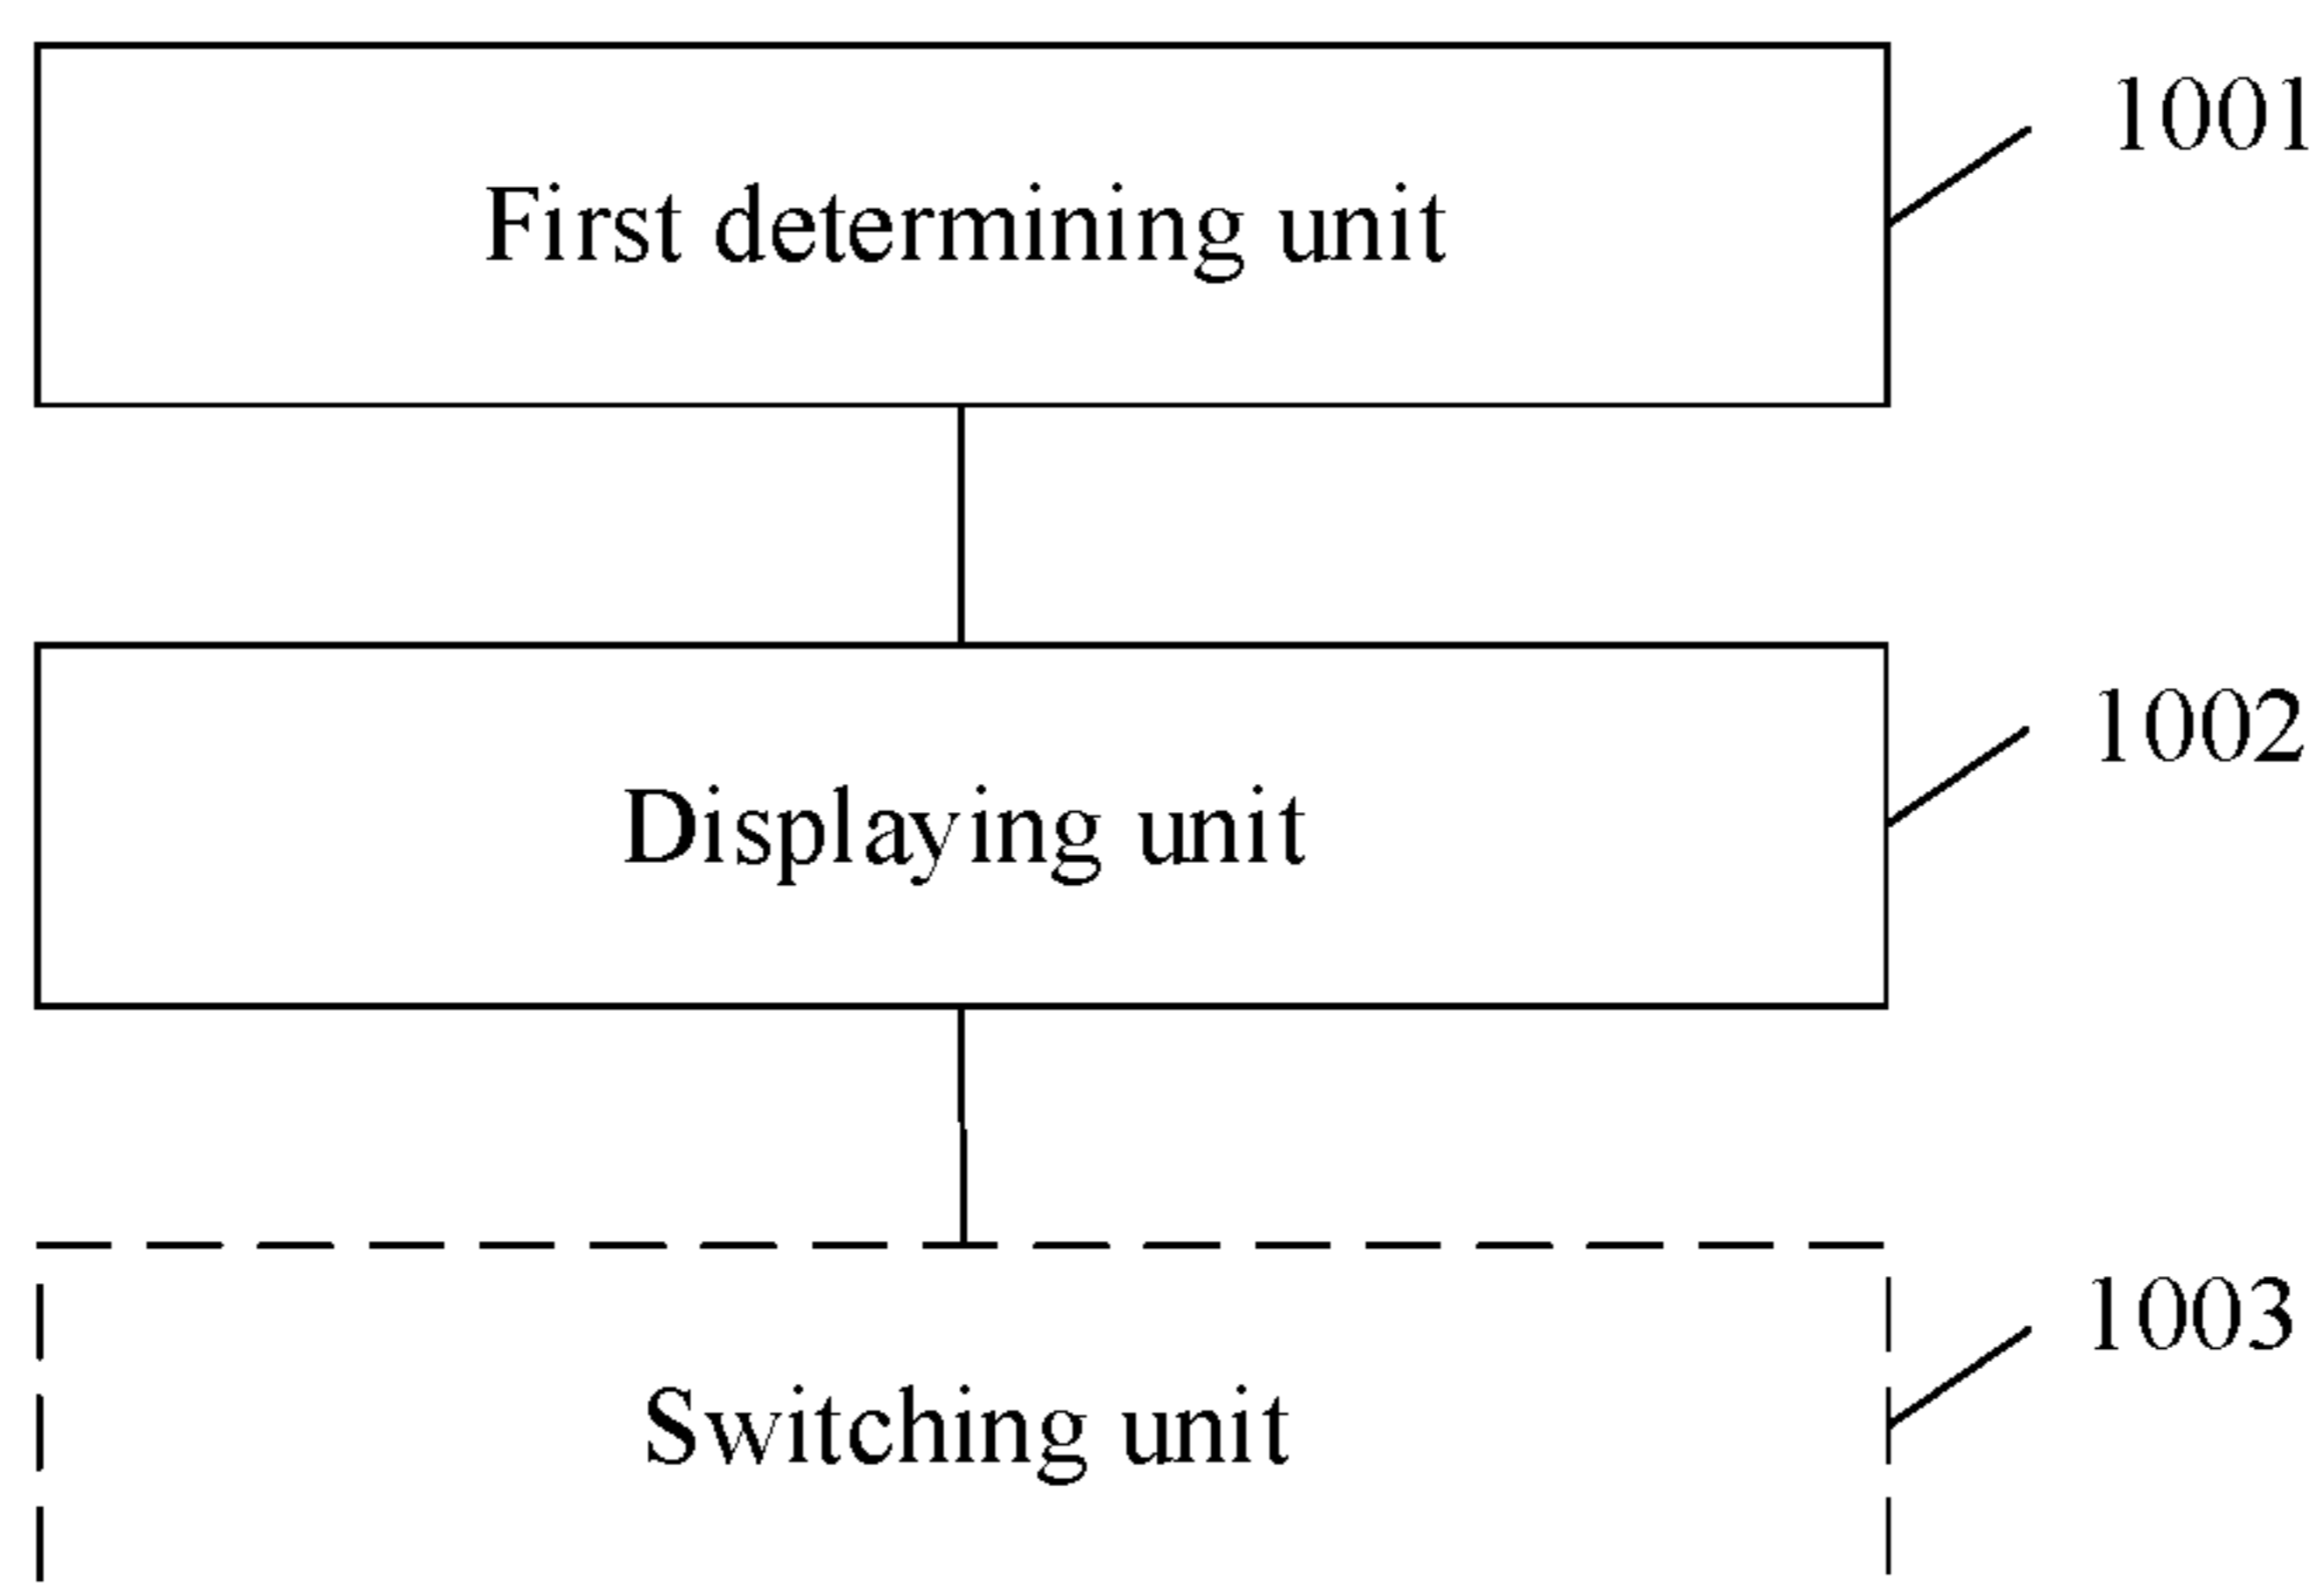 First determining unit
1001
Displaying unit
1002
Switching unit
1003